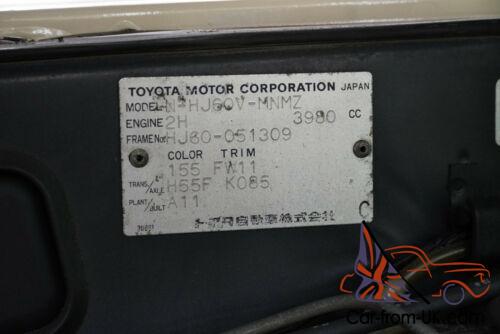 TOYOTA MOTOR CORPORATION JAPAN
MODEL N-HJ60V-MNMZ
ENGINE 2H 3980 CC
FRAME No. HJ60-051309
COLOR TRIM
155 FW11
TRANS/AXLE H55F K085
PLANT/BUILT A11
C
Car-from-UK.com